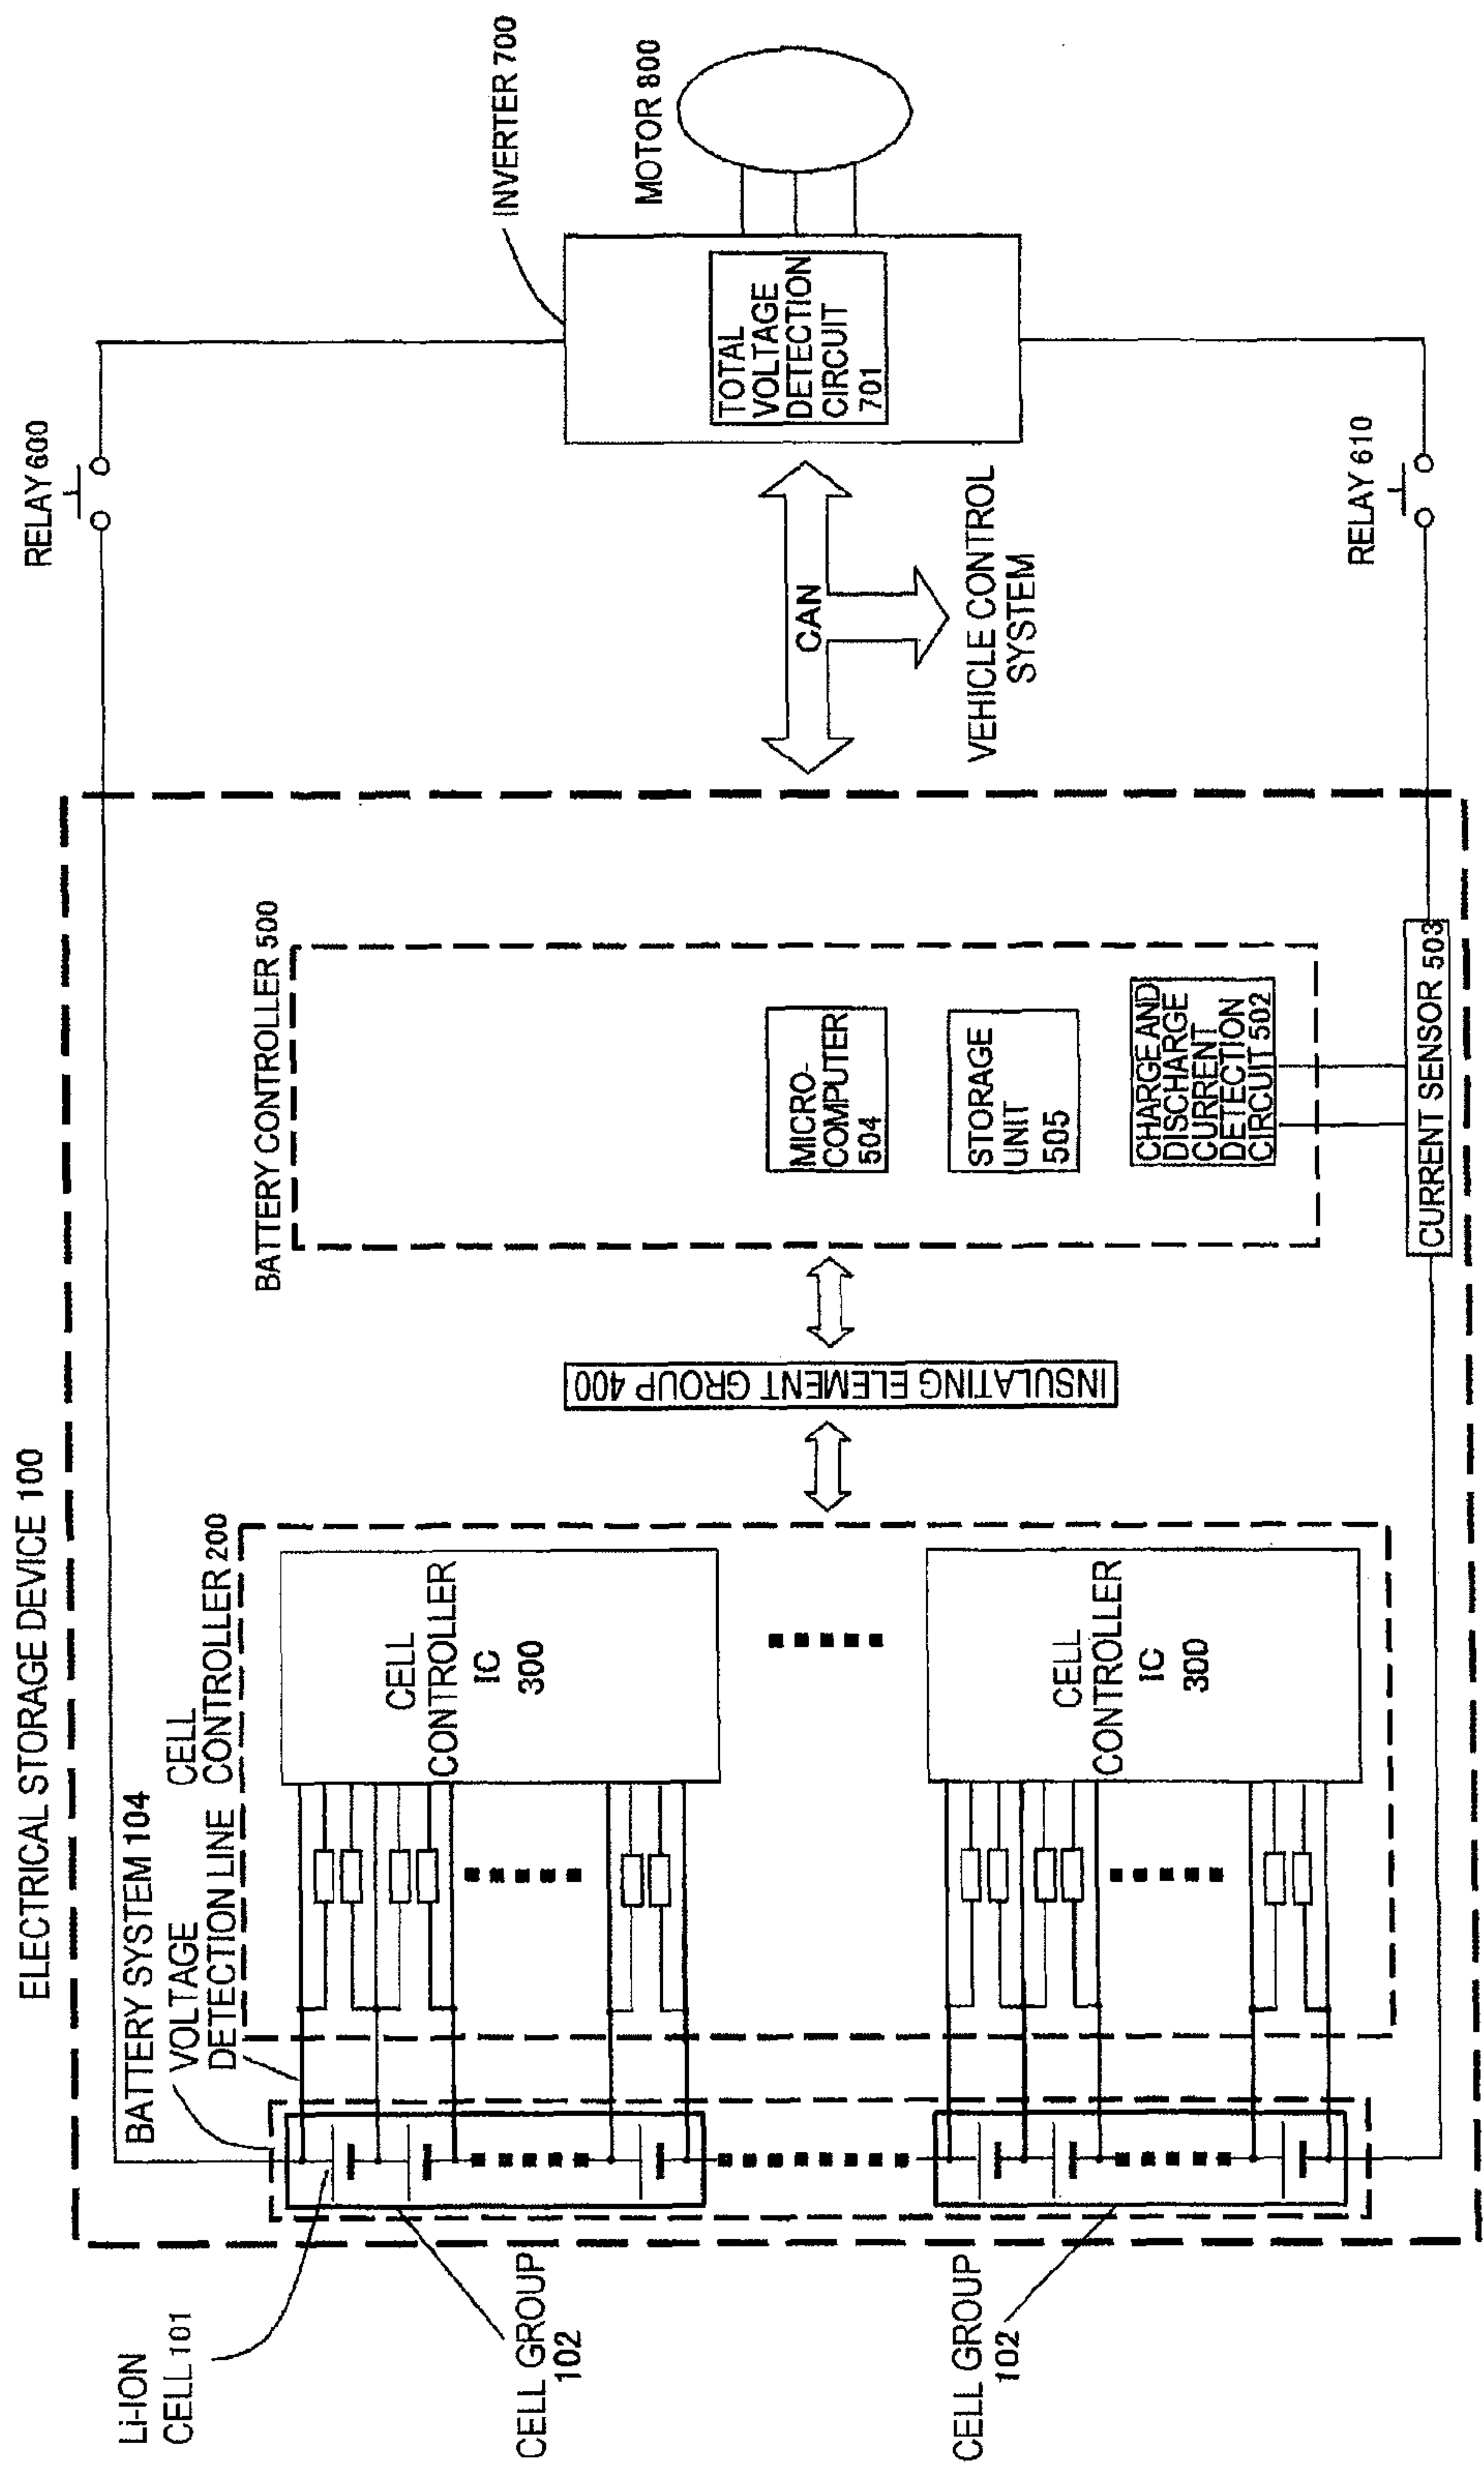 ELECTRICAL STORAGE DEVICE 100
RELAY 600
BATTERY SYSTEM 104
VOLTAGE
DETECTION LINE
CELL
CONTROLLER 200
BATTERY CONTROLLER 500
INVERTER 700
Li-ION
CELL 101
CELL
CONTROLLER
IC
300
MOTOR 800
CELL GROUP
102
INSULATING ELEMENT GROUP 400
MICRO-
COMPUTER
504
CAN
TOTAL
VOLTAGE
DETECTION
CIRCUIT
701
STORAGE
UNIT
505
VEHICLE CONTROL
SYSTEM
CELL GROUP
102
CELL
CONTROLLER
IC
300
CHARGE AND
DISCHARGE
CURRENT
DETECTION
CIRCUIT 502
RELAY 610
CURRENT SENSOR 503